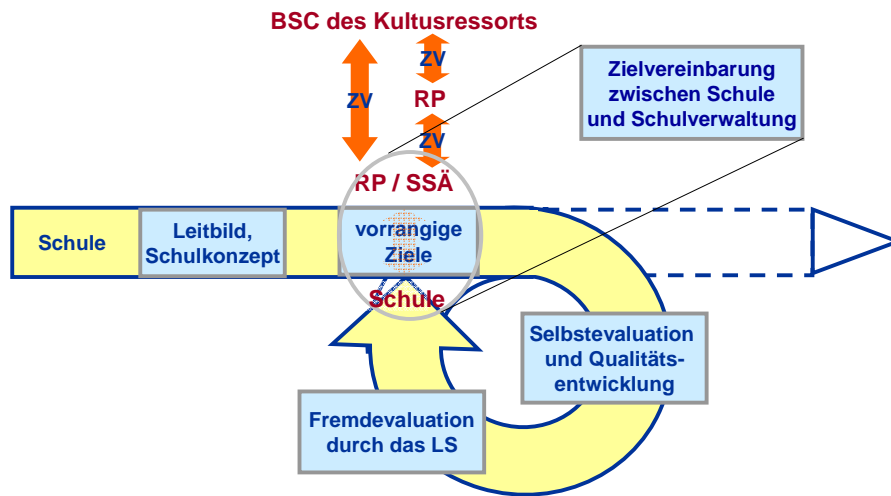 BSC des Kultusressorts
ZV
ZV
RP
ZV
RP / SSÄ
Zielvereinbarung
zwischen Schule
und Schulverwaltung
Schule
Leitbild,
Schulkonzept
vorrangige
Ziele
Schule
Selbstevaluation
und Qualitäts-
entwicklung
Fremdevaluation
durch das LS